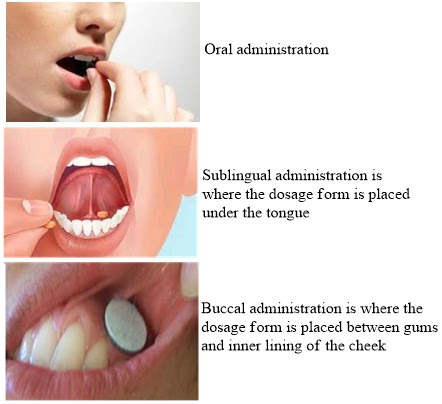 Oral administration
Sublingual administration is
where the dosage form is placed
under the tongue
Buccal administration is where the
dosage form is placed between gums
and inner lining of the cheek